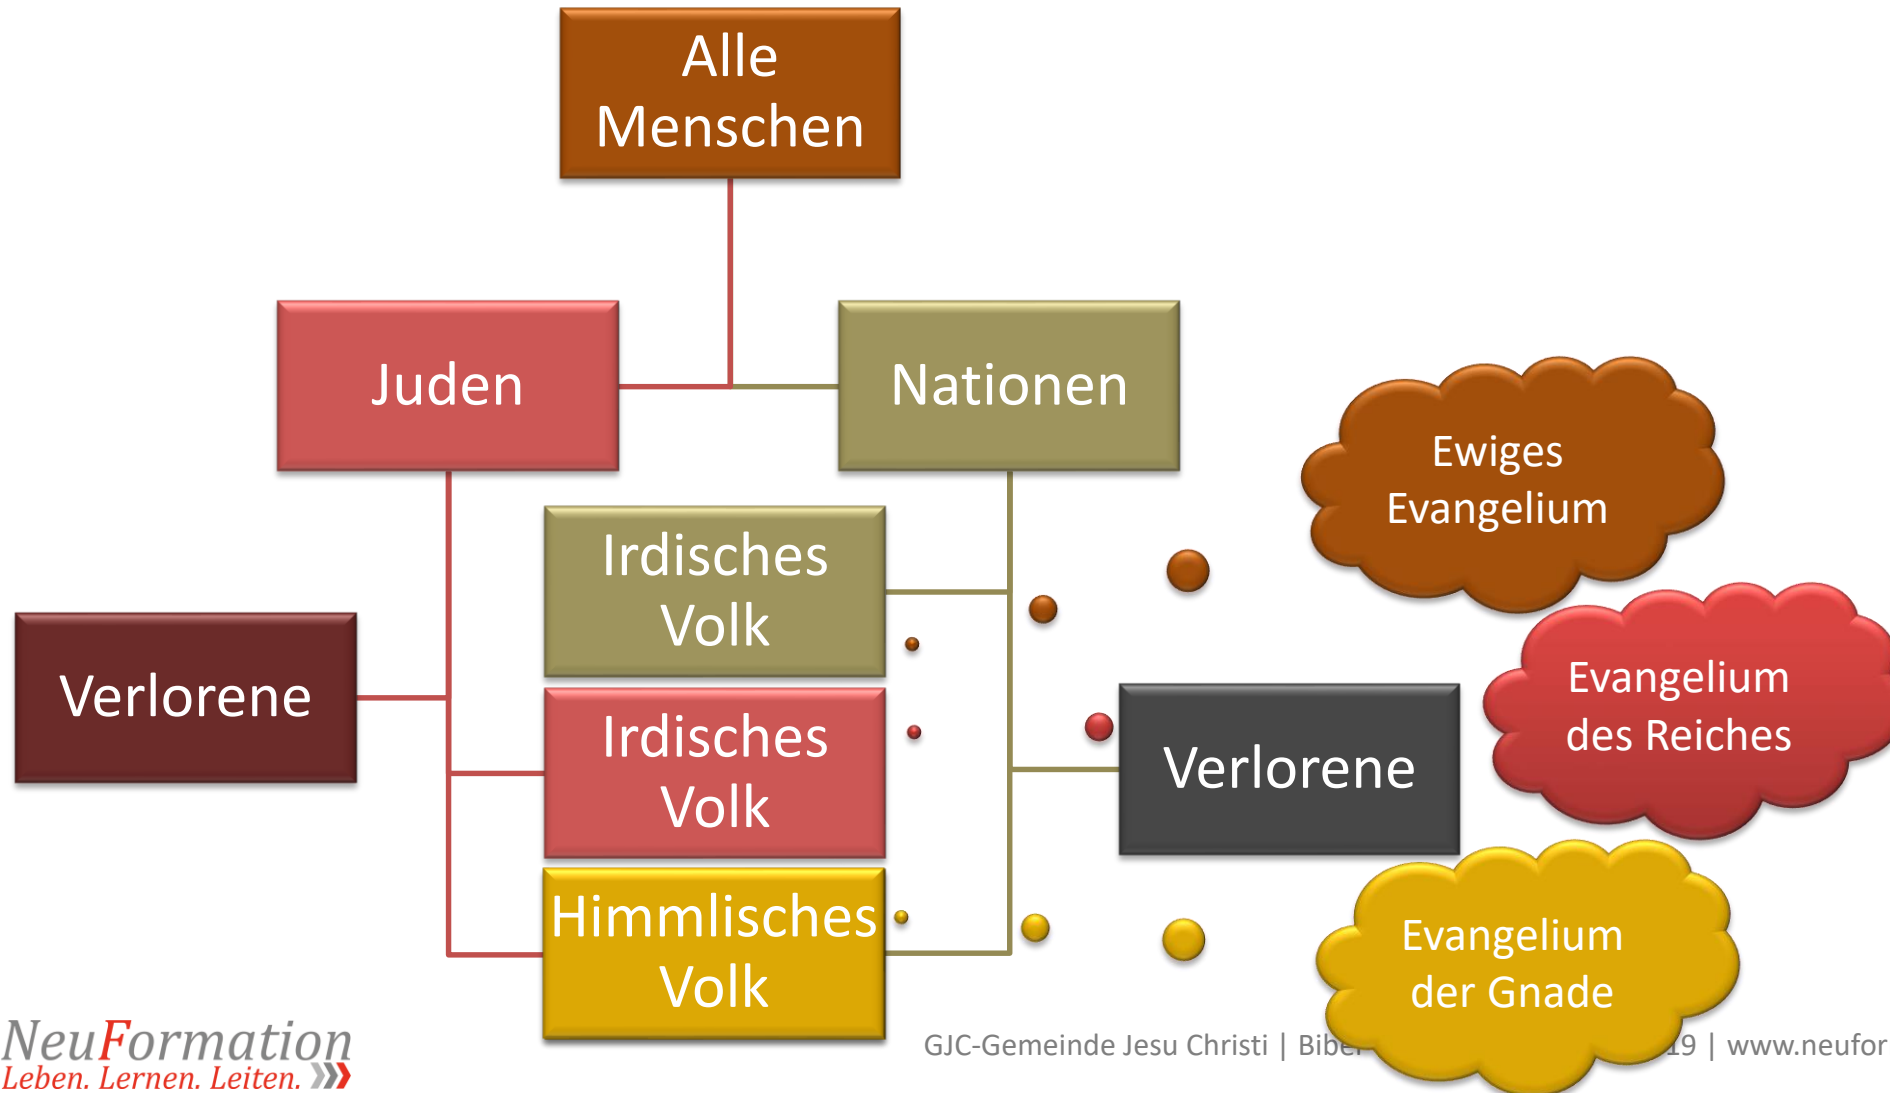 Alle
Menschen
Juden
Nationen
Ewiges
Evangelium
Irdisches
Volk
Verlorene
Irdisches
Volk
Verlorene
Evangelium
des Reiches
Himmlisches
Volk
Evangelium
der Gnade
NeuFormation
Leben. Lernen. Leiten.
GJC-Gemeinde Jesu Christi | Bibe 19 | www.neufor